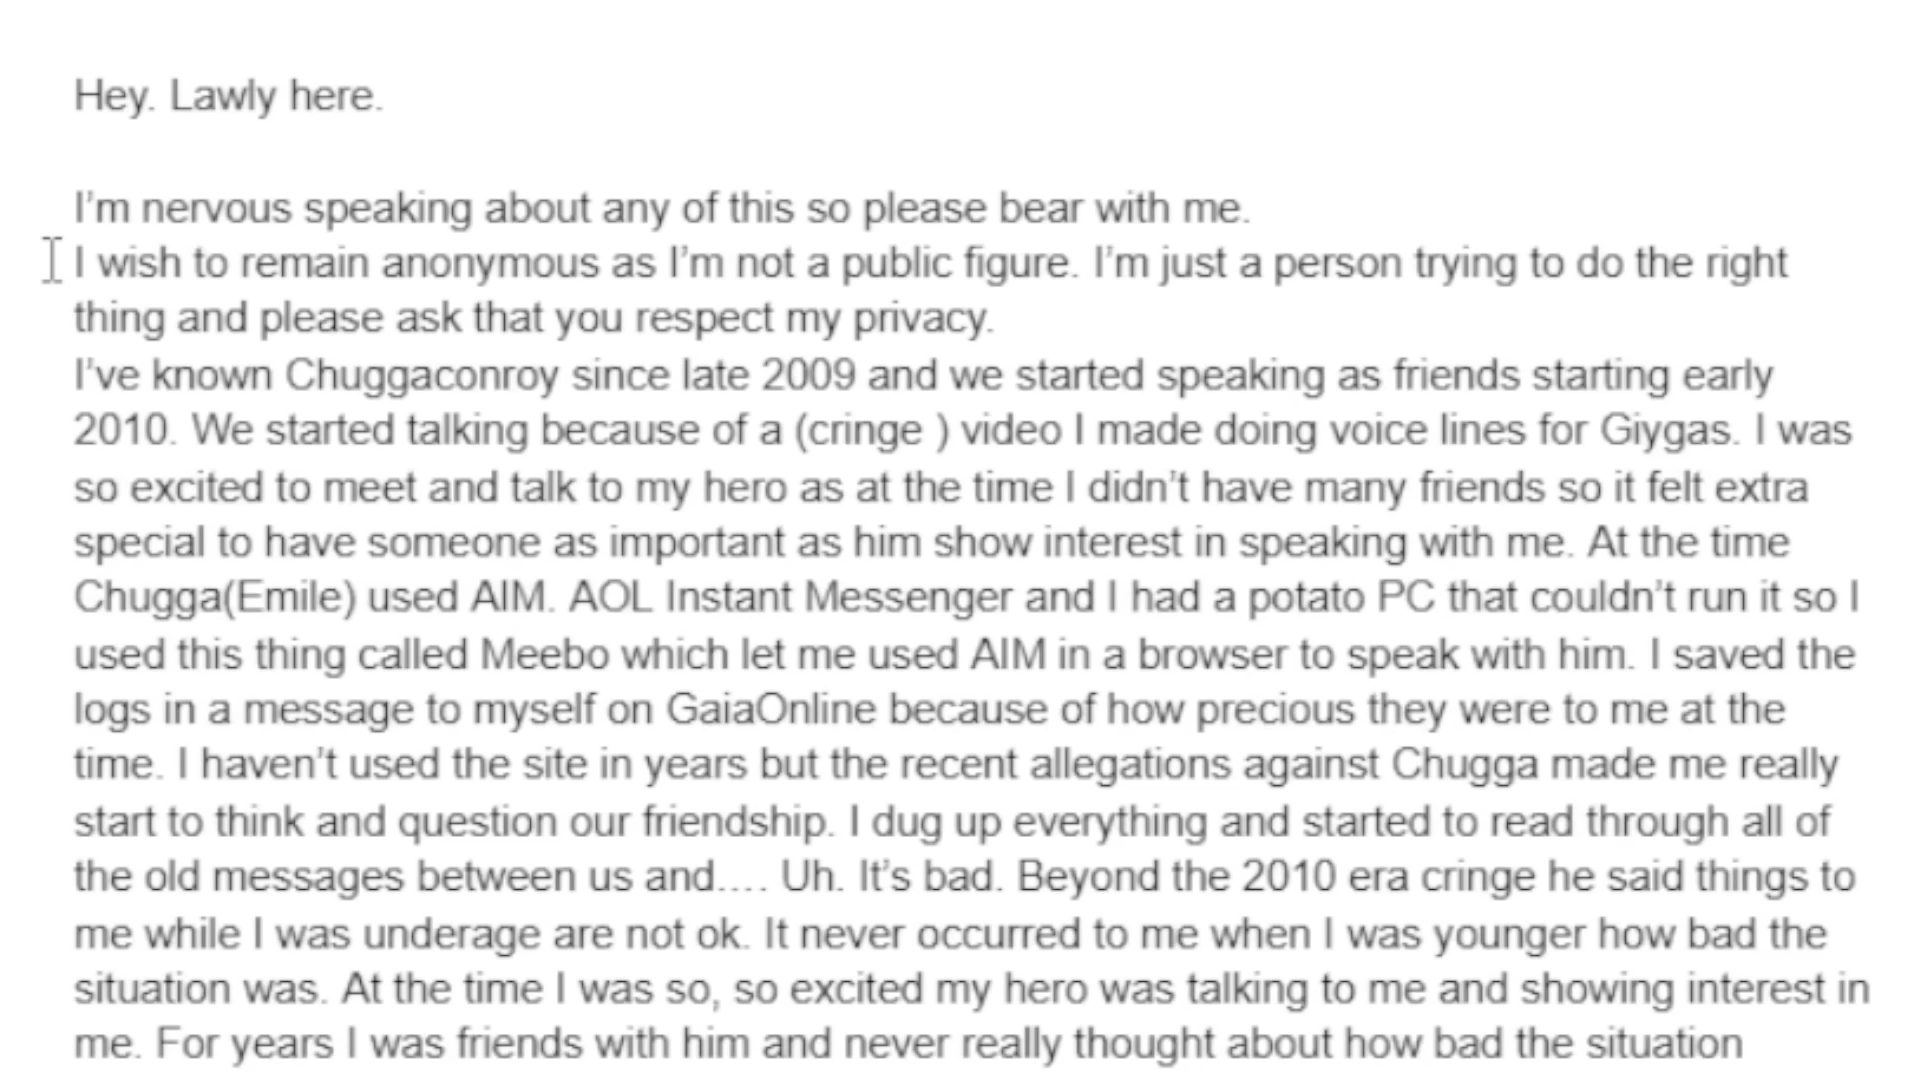 Hey. Lawly here.
I'm nervous speaking about any of this so please bear with me.
I wish to remain anonymous as I'm not a public figure. I'm just a person trying to do the right
thing and please ask that you respect my privacy.
I've known Chuggaconroy since late 2009 and we started speaking as friends starting early
2010. We started talking because of a (cringe ) video I made doing voice lines for Giygas. I was
so excited to meet and talk to my hero as at the time I didn't have many friends so it felt extra
special to have someone as important as him show interest in speaking with me. At the time
Chugga(Emile) used AIM. AOL Instant Messenger and I had a potato PC that couldn't run it so I
used this thing called Meebo which let me used AIM in a browser to speak with him. I saved the
logs in a message to myself on GaiaOnline because of how precious they were to me at the
time. I haven't used the site in years but the recent allegations against Chugga made me really
start to think and question our friendship. I dug up everything and started to read through all of
the old messages between us and.... Uh. It's bad. Beyond the 2010 era cringe he said things to
me while I was underage are not ok. It never occurred to me when I was younger how bad the
situation was. At the time I was so, so excited my hero was talking to me and showing interest in
me. For years I was friends with him and never really thought about how bad the situation